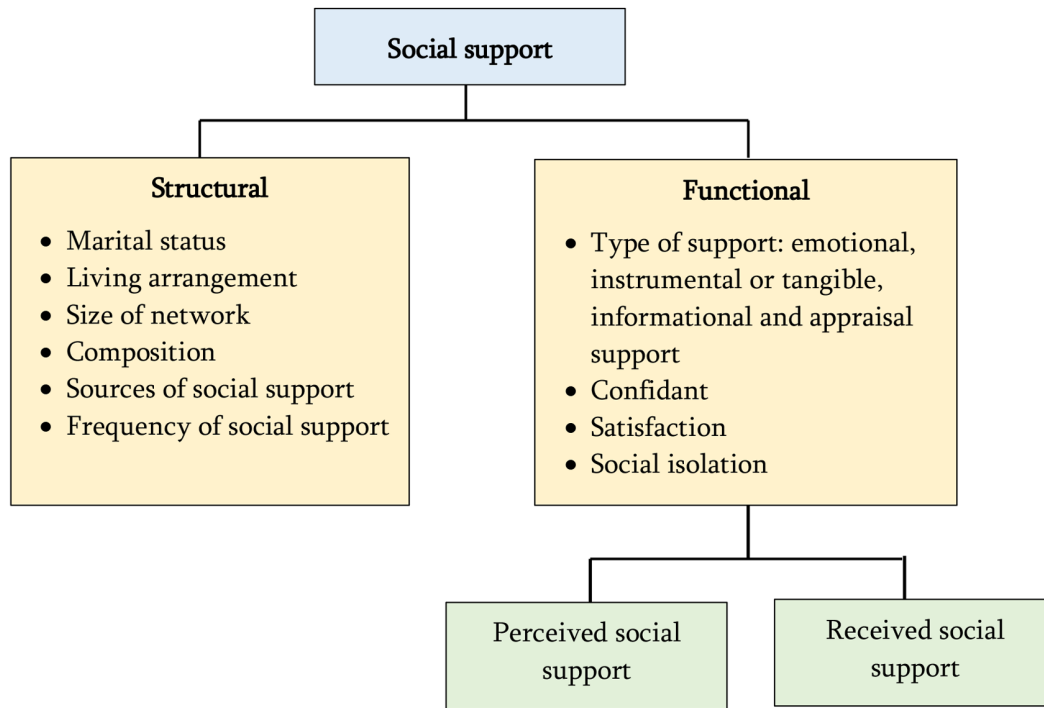 Social support
Structural
• Marital status
• Living arrangement
• Size of network
• Composition
• Sources of social support
• Frequency of social support
Functional
• Type of support: emotional,
instrumental or tangible,
informational and appraisal
support
• Confidant
• Satisfaction
• Social isolation
Perceived social
support
Received social
support